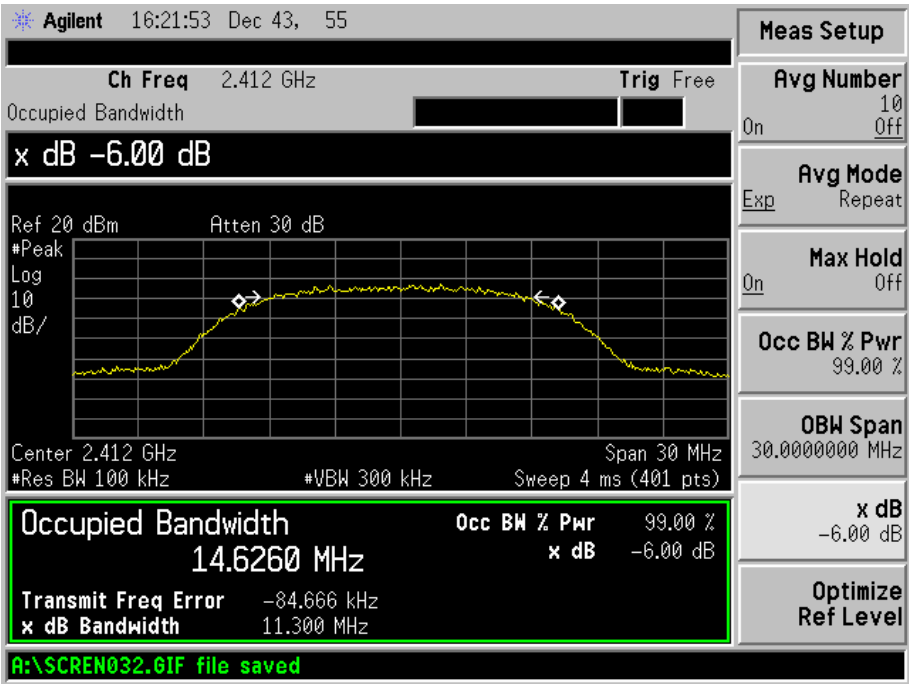 Agilent 16:21:53 Dec 43, 55
Ch Freq 2.412 GHz Trig Free
Occupied Bandwidth
x dB -6.00 dB
Ref 20 dBm Atten 30 dB
#Peak
Log
10
dB/
Center 2.412 GHz Span 30 MHz
#Res BW 100 kHz #VBW 300 kHz Sweep 4 ms (401 pts)
Occupied Bandwidth Occ BW % Pwr 99.00 %
14.6260 MHz x dB -6.00 dB
Transmit Freq Error -84.666 kHz
x dB Bandwidth 11.300 MHz
A:\SCREN032.GIF file saved
Meas Setup
Avg Number
10
On Off
Avg Mode
Exp Repeat
Max Hold
On Off
Occ BW % Pwr
99.00 %
OBW Span
30.0000000 MHz
x dB
-6.00 dB
Optimize
Ref Level